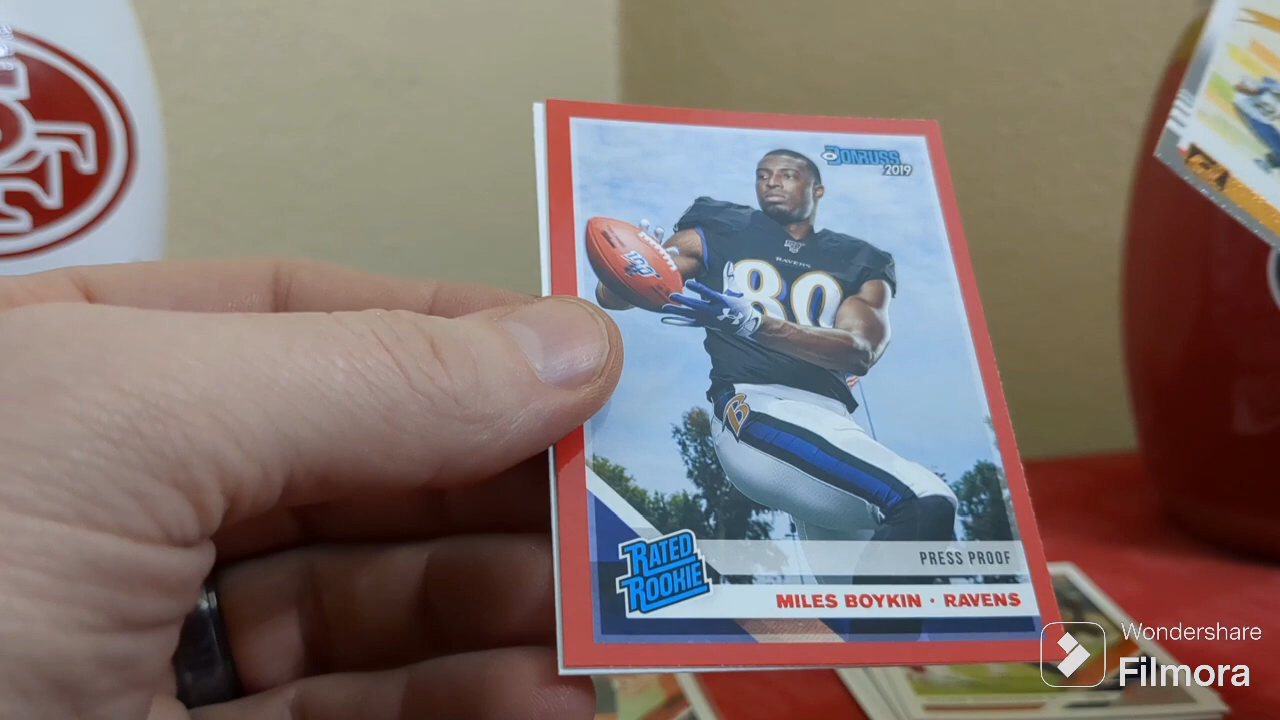 DONRUSS
2019
RAVENS
80
PRESS PROOF
RATED
ROOKIE
MILES BOYKIN · RAVENS
Wondershare
Filmora